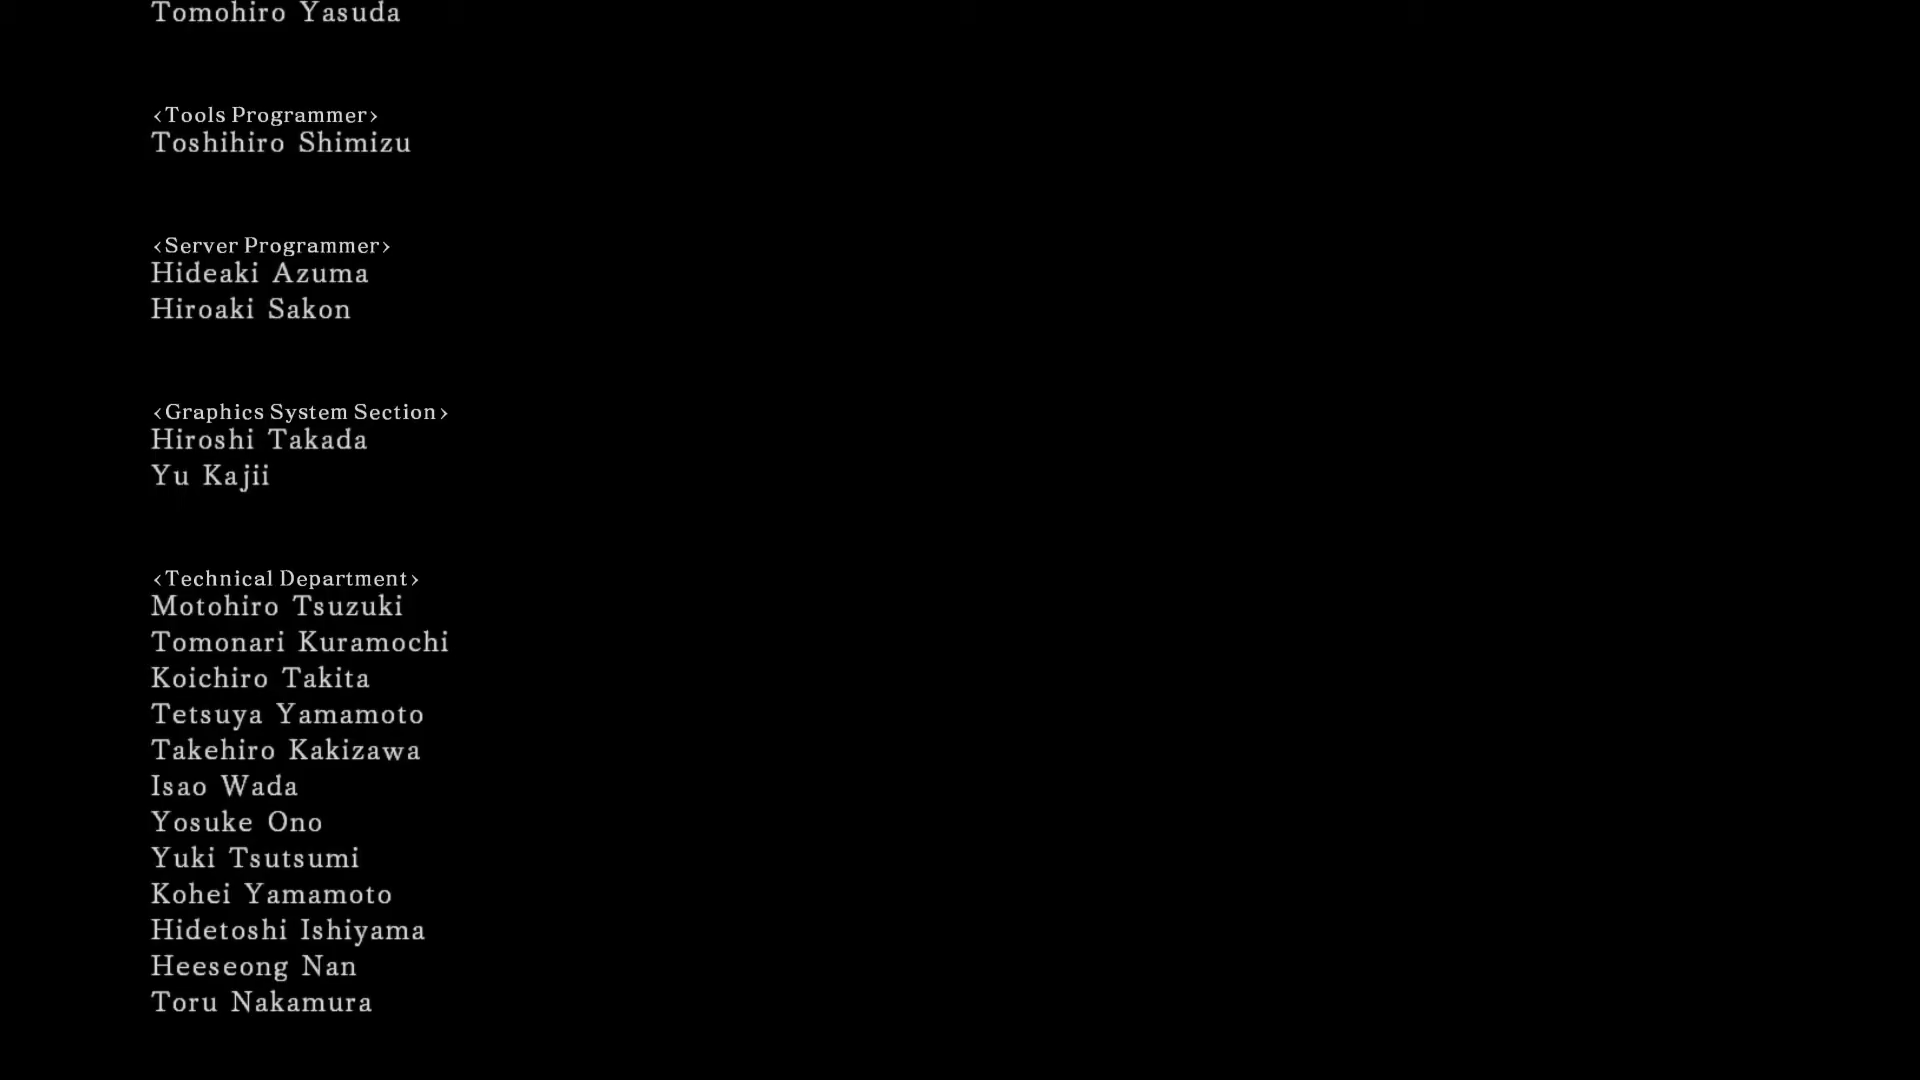 Tomohiro Yasuda
‹Tools Programmer›
Toshihiro Shimizu
‹Server Programmer›
Hideaki Azuma
Hiroaki Sakon
‹Graphics System Section›
Hiroshi Takada
Yu Kajii
‹Technical Department›
Motohiro Tsuzuki
Tomonari Kuramochi
Koichiro Takita
Tetsuya Yamamoto
Takehiro Kakizawa
Isao Wada
Yosuke Ono
Yuki Tsutsumi
Kohei Yamamoto
Hidetoshi Ishiyama
Heeseong Nan
Toru Nakamura